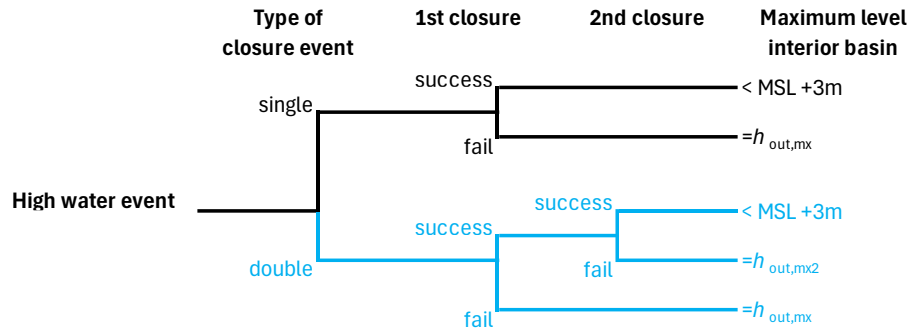 Type of
closure event
1st closure
2nd closure
Maximum level
interior basin
success
< MSL +3m
single
fail
=h out,mx
High water event
success
< MSL +3m
success
double
fail
=h out,mx2
fail
=h out,mx